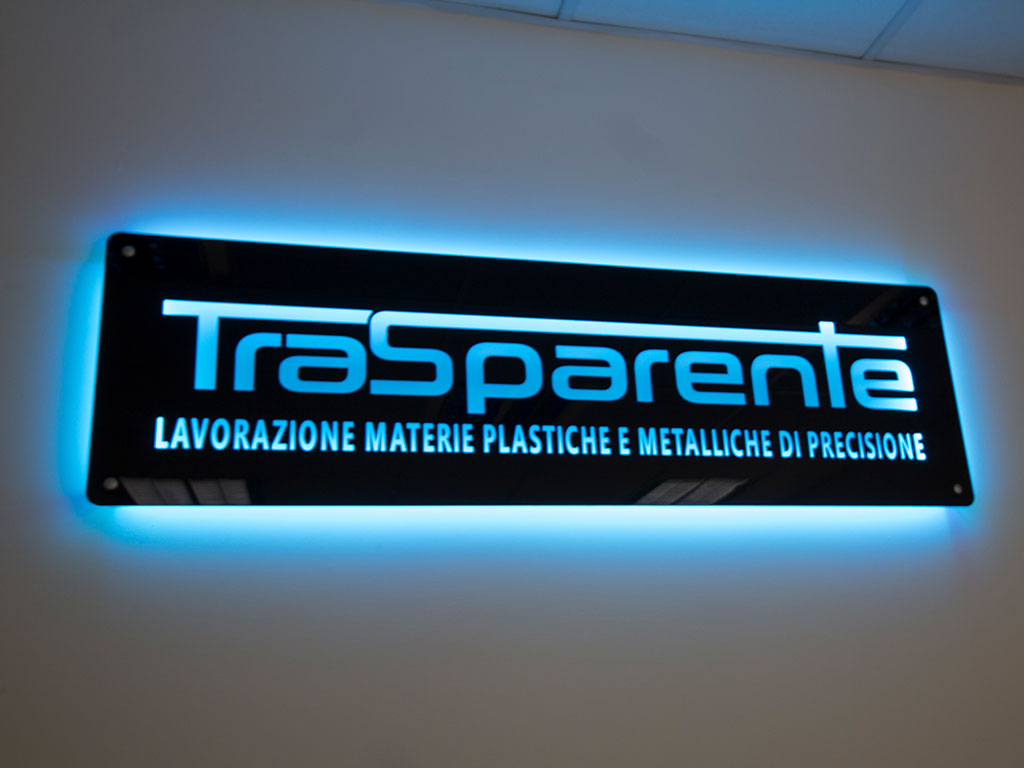 TraSparente
LAVORAZIONE MATERIE PLASTICHE E METALLICHE DI PRECISIONE